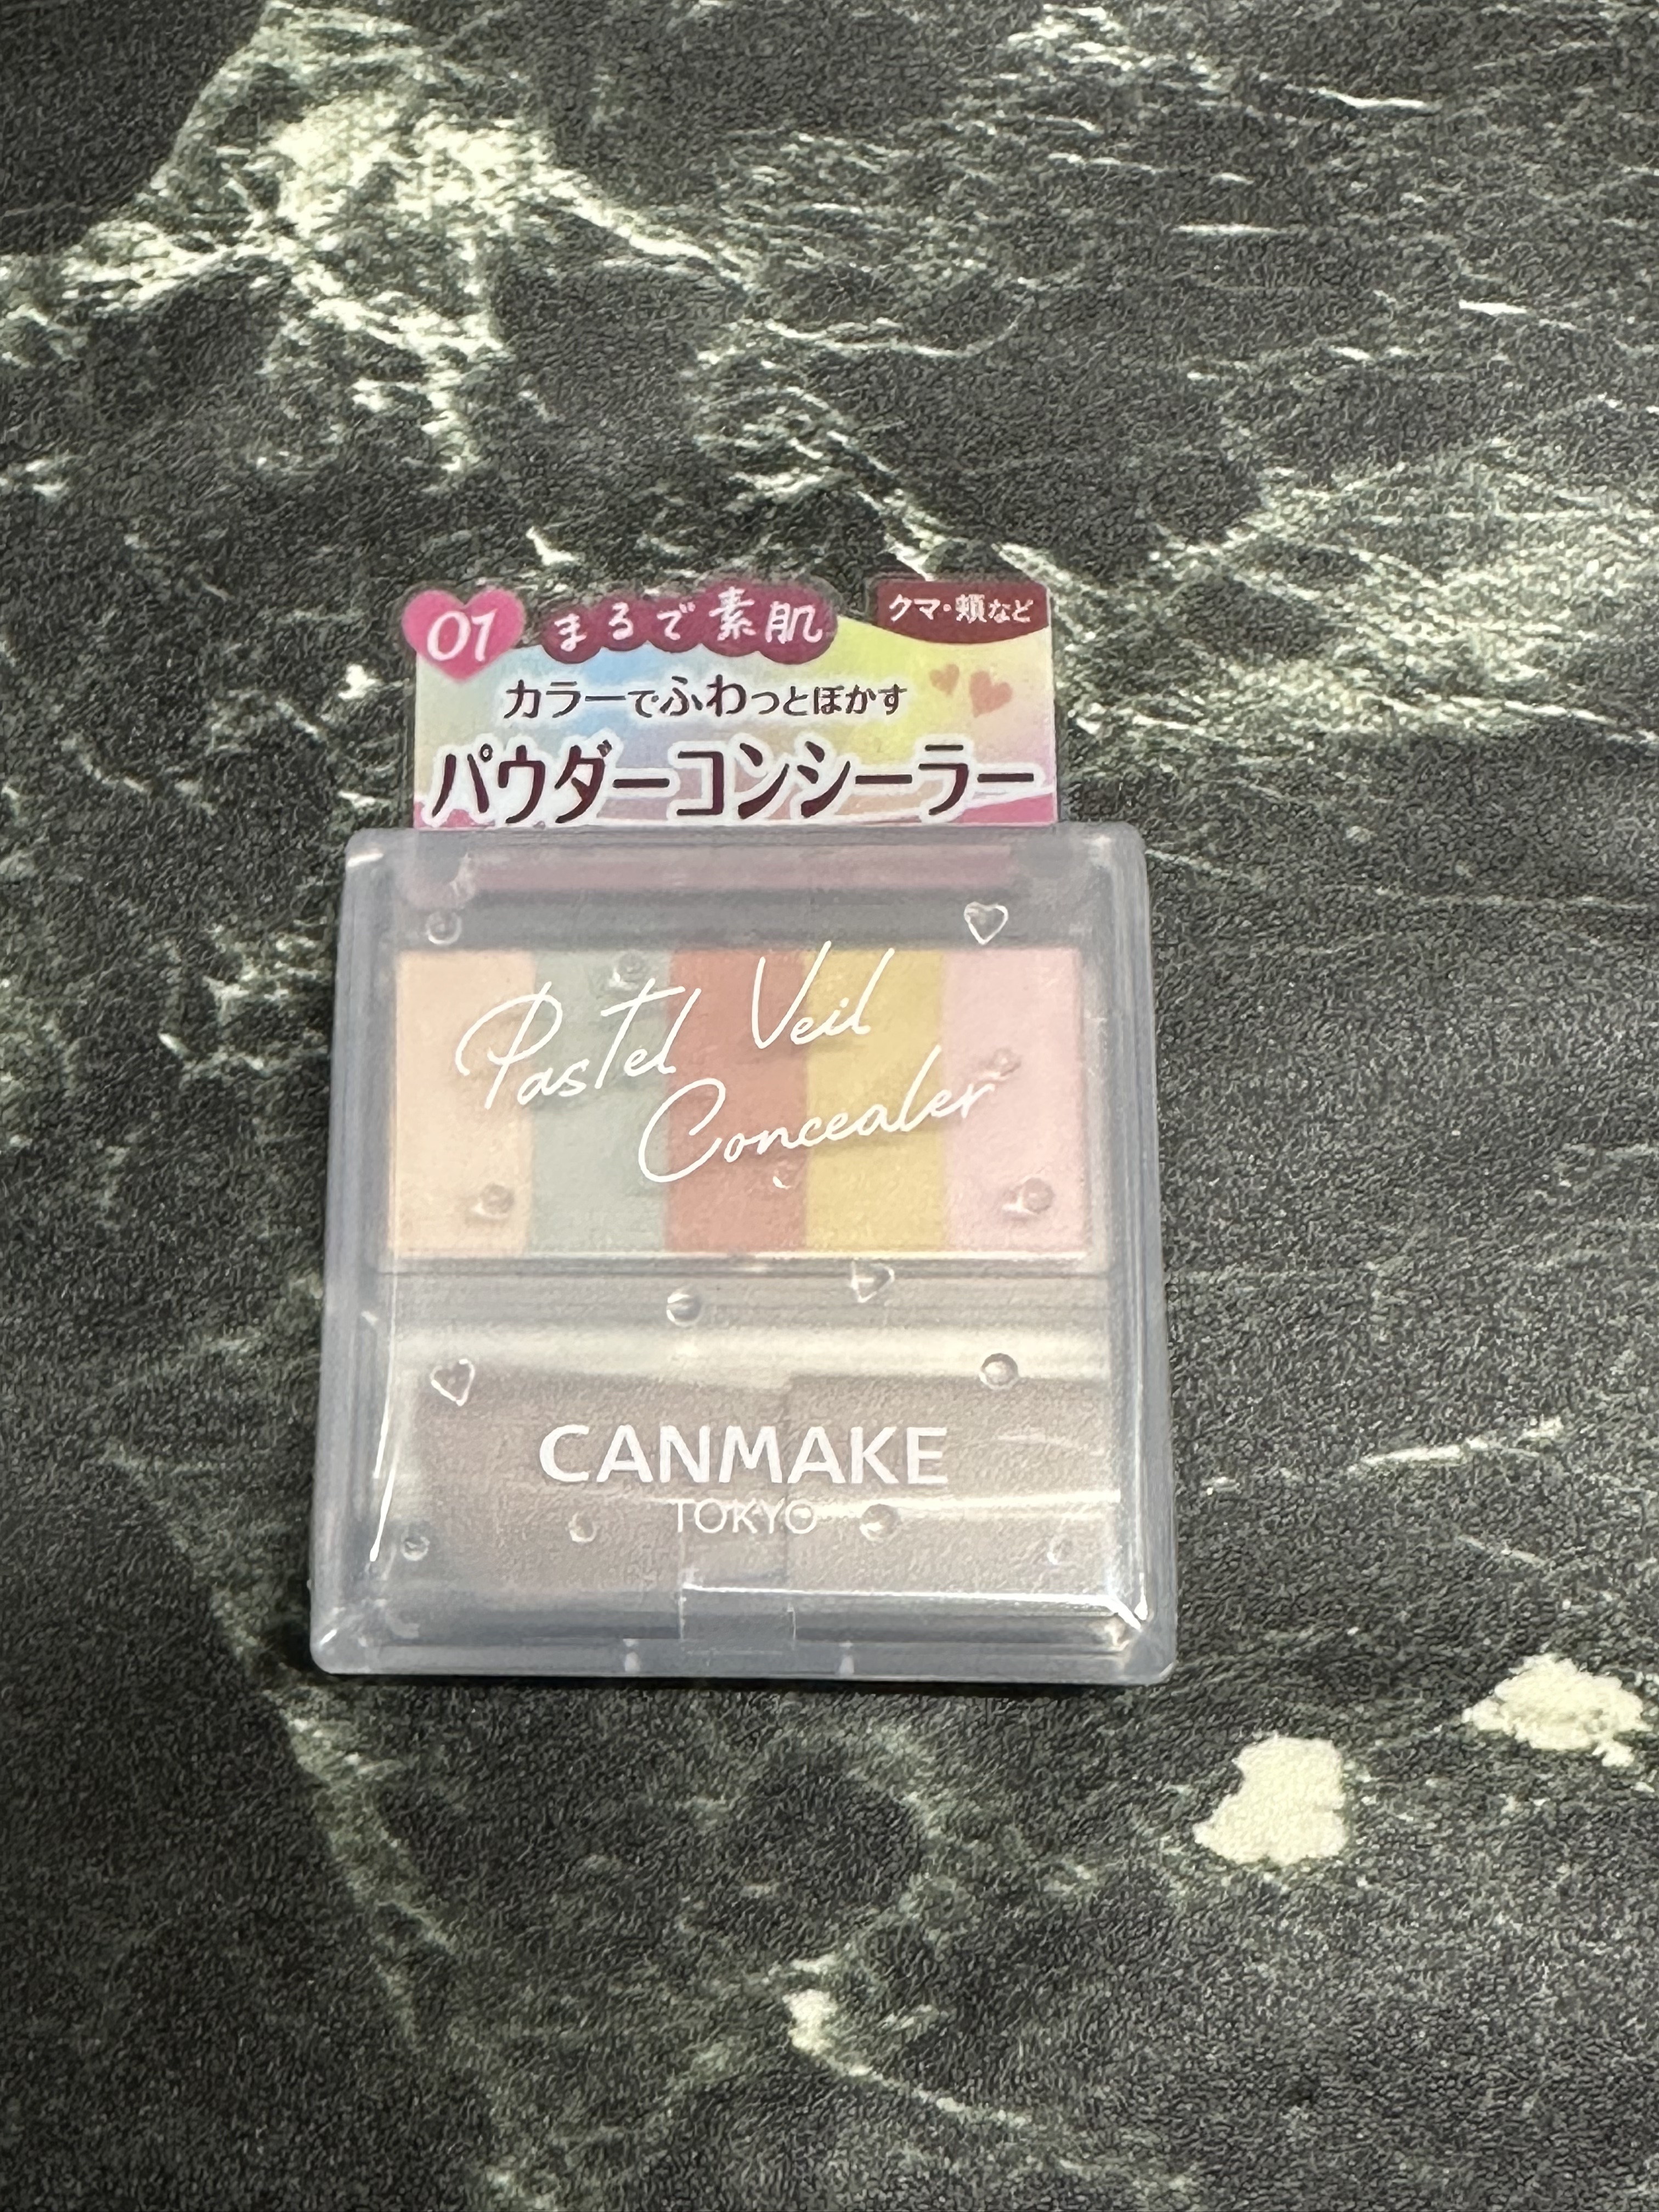 01 まるで素肌 クマ・頬など
カラーでふわっとぼかす
パウダーコンシーラー
Pastel Veil
Concealer
CANMAKE
TOKYO